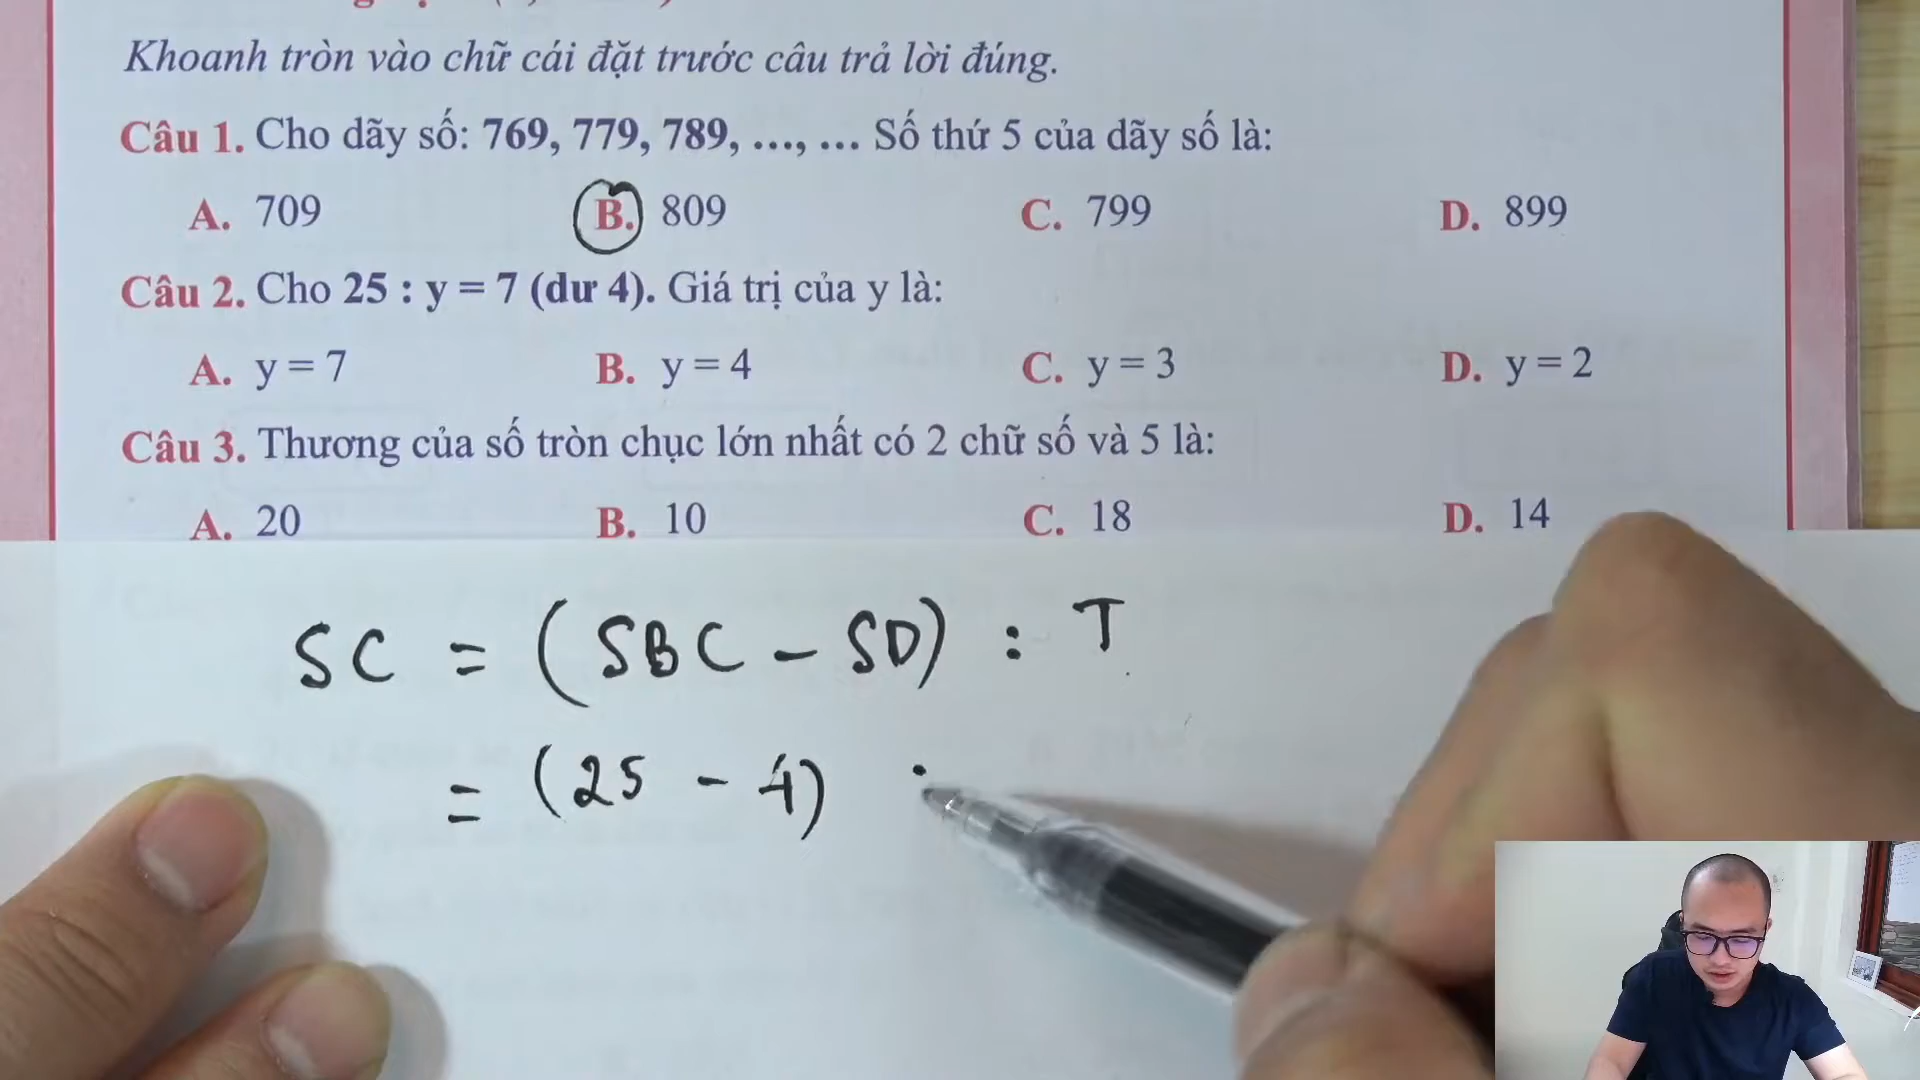 Khoanh tròn vào chữ cái đặt trước câu trả lời đúng.
Câu 1. Cho dãy số: 769, 779, 789, ..., ... Số thứ 5 của dãy số là:
A. 709 B. 809 C. 799 D. 899
Câu 2. Cho 25 : y = 7 (dư 4). Giá trị của y là:
A. y = 7 B. y = 4 C. y = 3 D. y = 2
Câu 3. Thương của số tròn chục lớn nhất có 2 chữ số và 5 là:
A. 20 B. 10 C. 18 D. 14
SC = (SBC - SD) : T
= (25 - 4) :